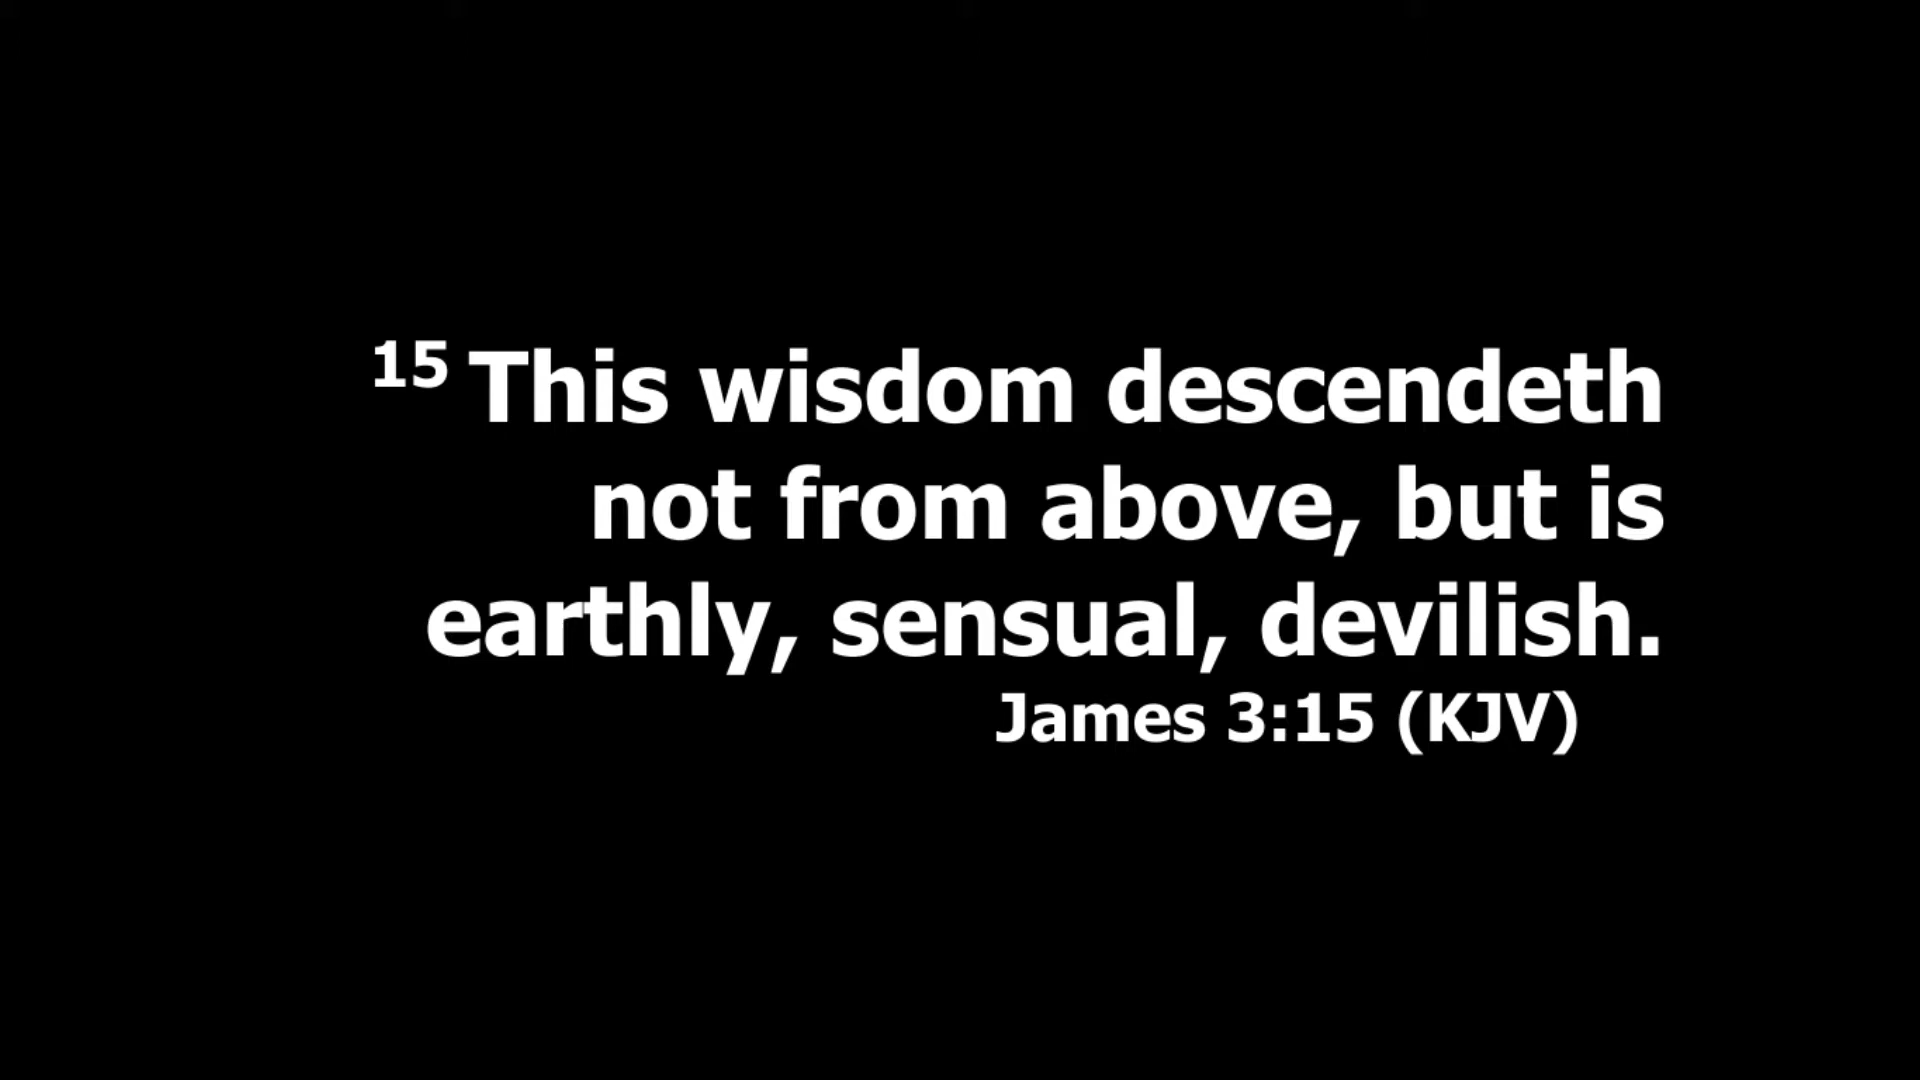 15 This wisdom descendeth
not from above, but is
earthly, sensual, devilish.
James 3:15 (KJV)